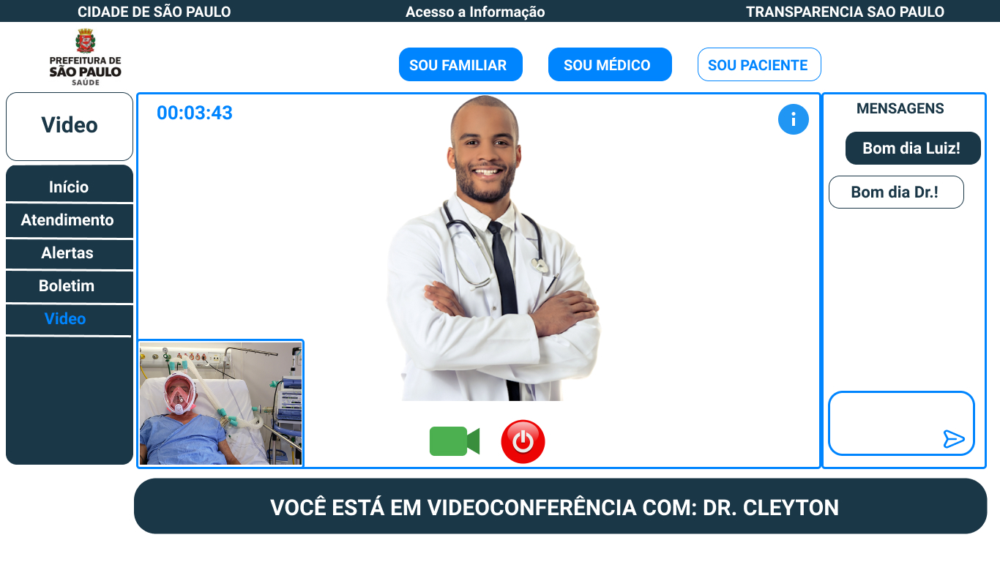 CIDADE DE SÃO PAULO
Acesso a Informação
TRANSPARENCIA SAO PAULO
PREFEITURA DE
SÃO PAULO
SAÚDE
SOU FAMILIAR
SOU MÉDICO
SOU PACIENTE
Video
Início
Atendimento
Alertas
Boletim
Video
00:03:43
i
MENSAGENS
Bom dia Luiz!
Bom dia Dr.!
VOCÊ ESTÁ EM VIDEOCONFERÊNCIA COM: DR. CLEYTON